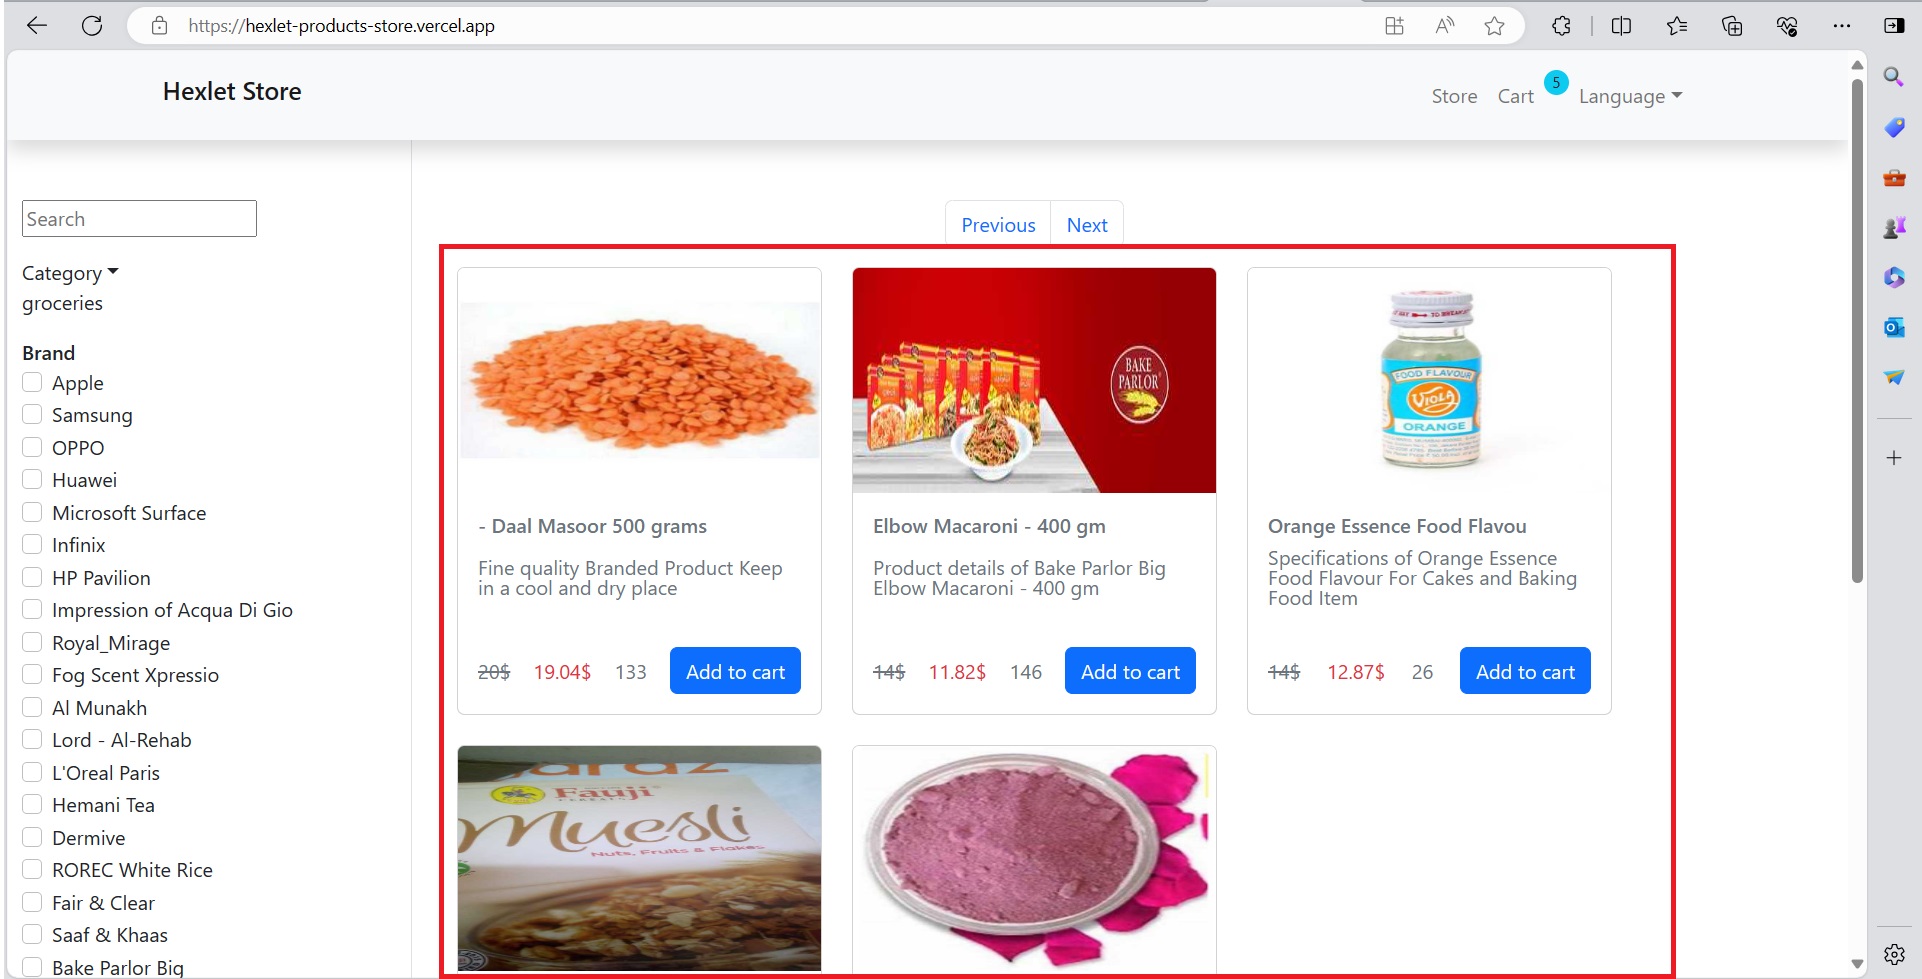 https://hexlet-products-store.vercel.app
Hexlet Store
Store
Cart
5
Language
Search
Category
groceries
Brand
Apple
Samsung
OPPO
Huawei
Microsoft Surface
Infinix
HP Pavilion
Impression of Acqua Di Gio
Royal_Mirage
Fog Scent Xpressio
Al Munakh
Lord - Al-Rehab
L'Oreal Paris
Hemani Tea
Dermive
ROREC White Rice
Fair & Clear
Saaf & Khaas
Bake Parlor Big
Previous
Next
- Daal Masoor 500 grams
Fine quality Branded Product Keep
in a cool and dry place
20$ 19.04$ 133 Add to cart
BAKE
PARLOR
Elbow Macaroni - 400 gm
Product details of Bake Parlor Big
Elbow Macaroni - 400 gm
14$ 11.82$ 146 Add to cart
FOOD FLAVOUR
VIOLA
ORANGE
Orange Essence Food Flavou
Specifications of Orange Essence
Food Flavour For Cakes and Baking
Food Item
14$ 12.87$ 26 Add to cart
Fauji
CEREALS
Muesli
Nuts, Fruits & Flakes